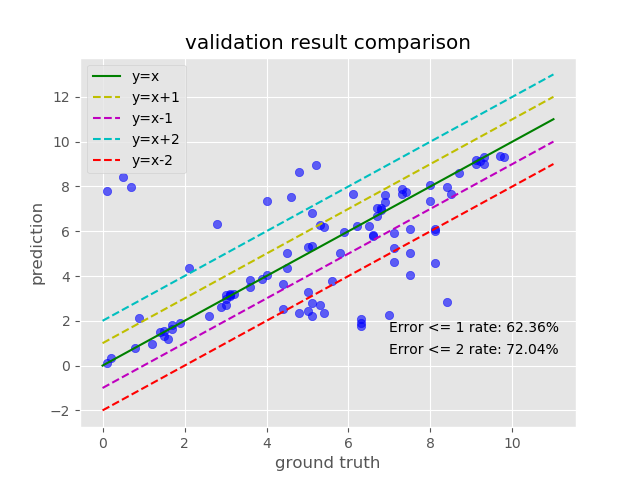 validation result comparison
y=x
y=x+1
y=x-1
y=x+2
y=x-2
12
10
8
6
4
2
0
−2
prediction
Error <= 1 rate: 62.36%
Error <= 2 rate: 72.04%
0 2 4 6 8 10
ground truth